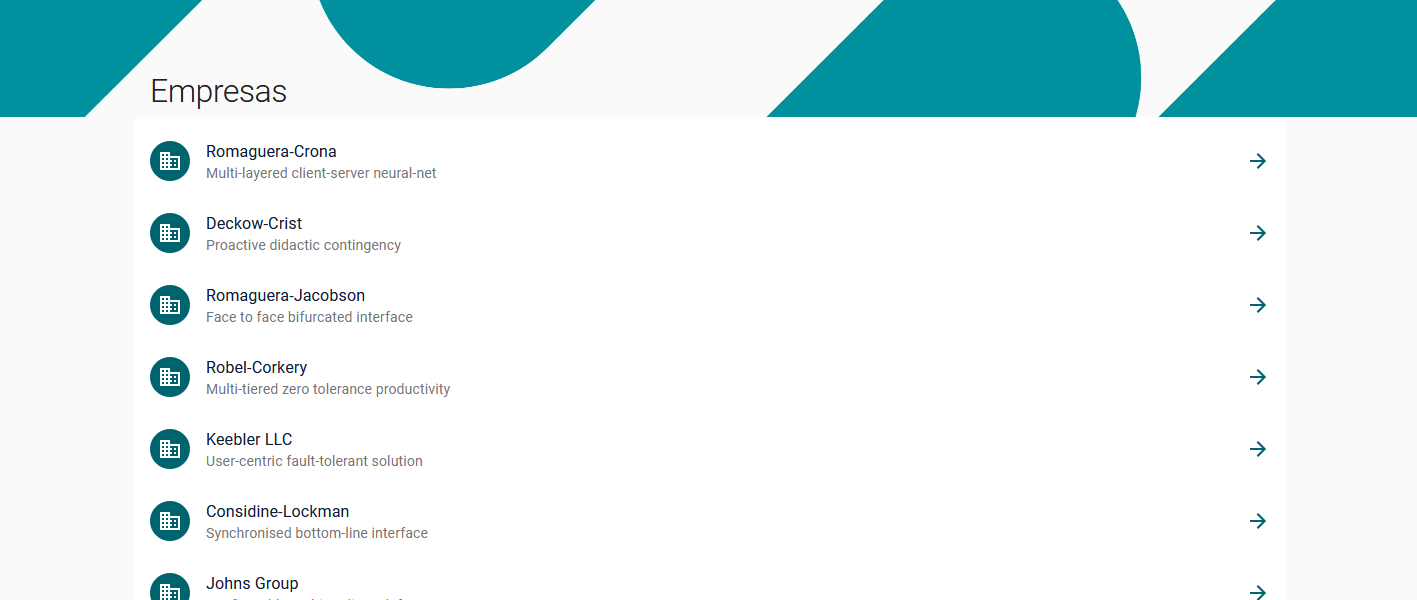 Empresas
Romaguera-Crona
Multi-layered client-server neural-net
Deckow-Crist
Proactive didactic contingency
Romaguera-Jacobson
Face to face bifurcated interface
Robel-Corkery
Multi-tiered zero tolerance productivity
Keebler LLC
User-centric fault-tolerant solution
Considine-Lockman
Synchronised bottom-line interface
Johns Group